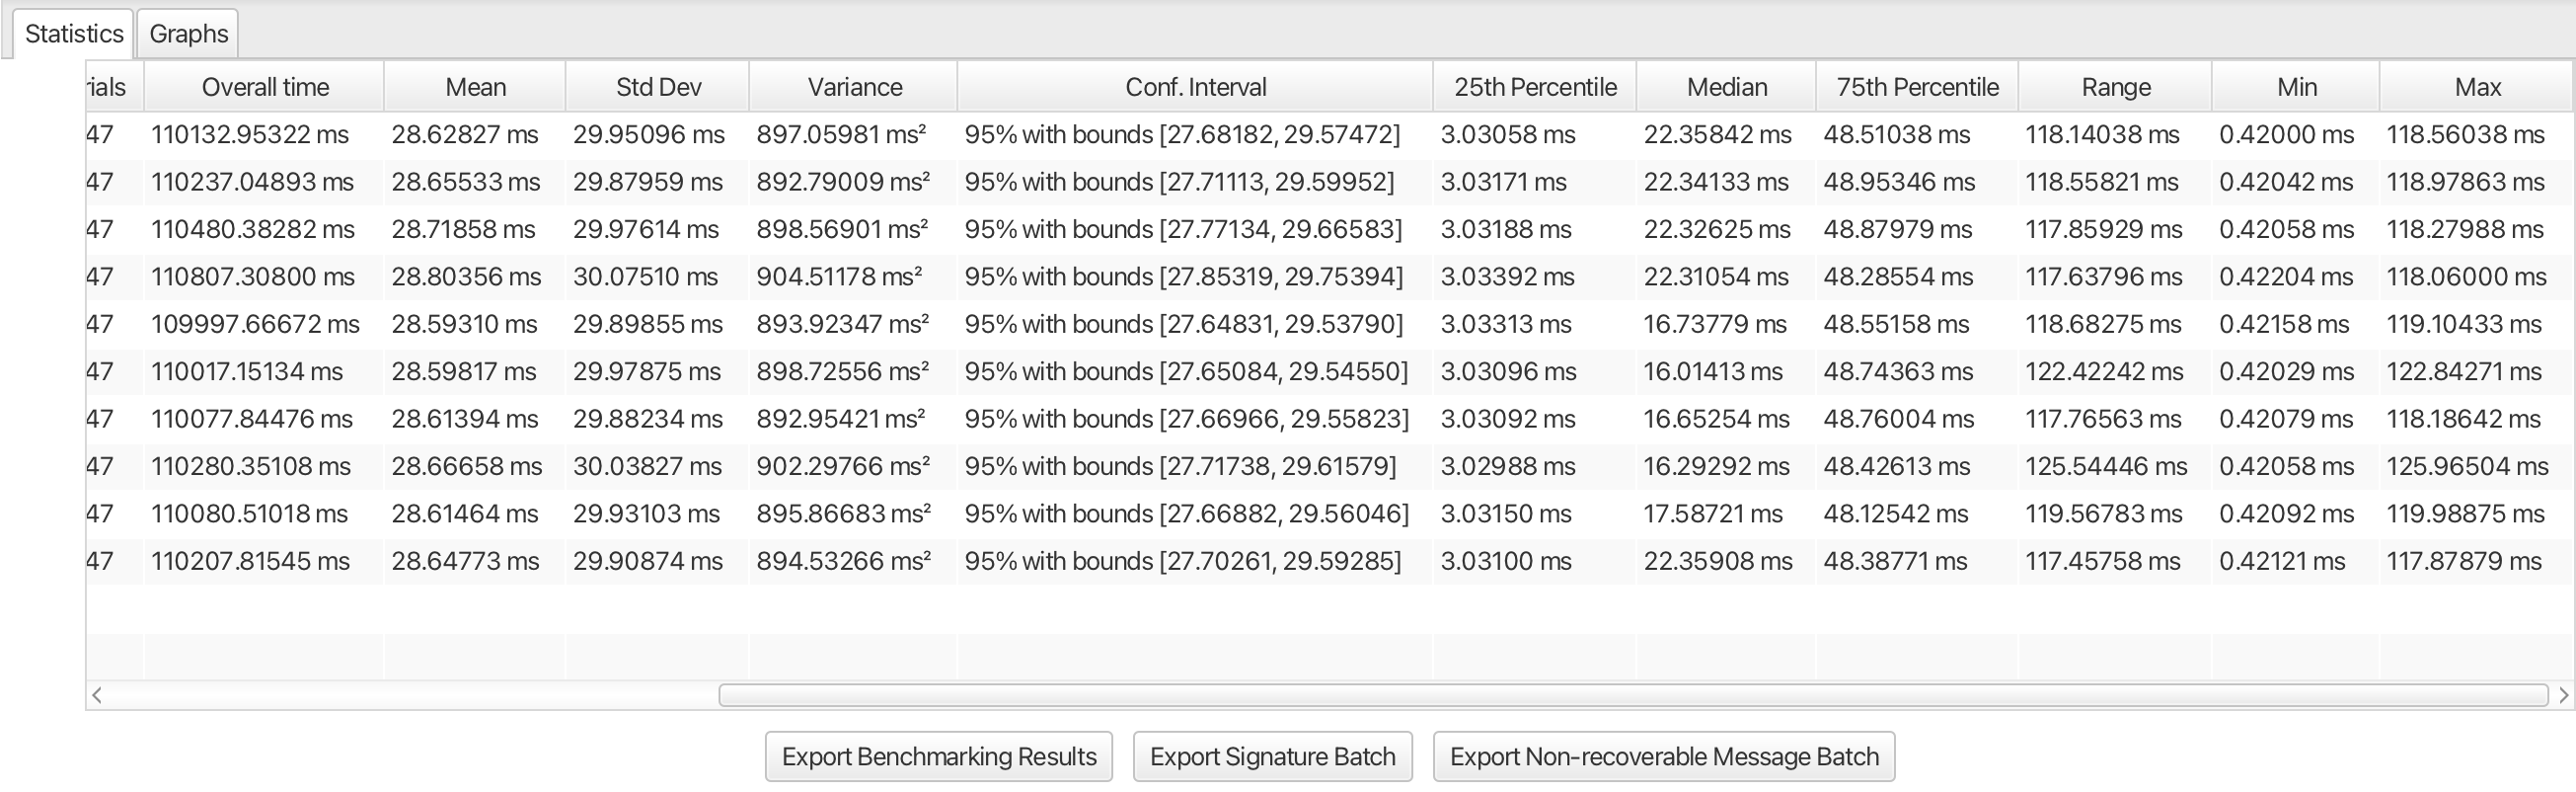 Statistics Graphs
rials Overall time Mean Std Dev Variance Conf. Interval 25th Percentile Median 75th Percentile Range Min Max
47 110132.95322 ms 28.62827 ms 29.95096 ms 897.05981 ms² 95% with bounds [27.68182, 29.57472] 3.03058 ms 22.35842 ms 48.51038 ms 118.14038 ms 0.42000 ms 118.56038 ms
47 110237.04893 ms 28.65533 ms 29.87959 ms 892.79009 ms² 95% with bounds [27.71113, 29.59952] 3.03171 ms 22.34133 ms 48.95346 ms 118.55821 ms 0.42042 ms 118.97863 ms
47 110480.38282 ms 28.71858 ms 29.97614 ms 898.56901 ms² 95% with bounds [27.77134, 29.66583] 3.03188 ms 22.32625 ms 48.87979 ms 117.85929 ms 0.42058 ms 118.27988 ms
47 110807.30800 ms 28.80356 ms 30.07510 ms 904.51178 ms² 95% with bounds [27.85319, 29.75394] 3.03392 ms 22.31054 ms 48.28554 ms 117.63796 ms 0.42204 ms 118.06000 ms
47 109997.66672 ms 28.59310 ms 29.89855 ms 893.92347 ms² 95% with bounds [27.64831, 29.53790] 3.03313 ms 16.73779 ms 48.55158 ms 118.68275 ms 0.42158 ms 119.10433 ms
47 110017.15134 ms 28.59817 ms 29.97875 ms 898.72556 ms² 95% with bounds [27.65084, 29.54550] 3.03096 ms 16.01413 ms 48.74363 ms 122.42242 ms 0.42029 ms 122.84271 ms
47 110077.84476 ms 28.61394 ms 29.88234 ms 892.95421 ms² 95% with bounds [27.66966, 29.55823] 3.03092 ms 16.65254 ms 48.76004 ms 117.76563 ms 0.42079 ms 118.18642 ms
47 110280.35108 ms 28.66658 ms 30.03827 ms 902.29766 ms² 95% with bounds [27.71738, 29.61579] 3.02988 ms 16.29292 ms 48.42613 ms 125.54446 ms 0.42058 ms 125.96504 ms
47 110080.51018 ms 28.61464 ms 29.93103 ms 895.86683 ms² 95% with bounds [27.66882, 29.56046] 3.03150 ms 17.58721 ms 48.12542 ms 119.56783 ms 0.42092 ms 119.98875 ms
47 110207.81545 ms 28.64773 ms 29.90874 ms 894.53266 ms² 95% with bounds [27.70261, 29.59285] 3.03100 ms 22.35908 ms 48.38771 ms 117.45758 ms 0.42121 ms 117.87879 ms
Export Benchmarking Results Export Signature Batch Export Non-recoverable Message Batch